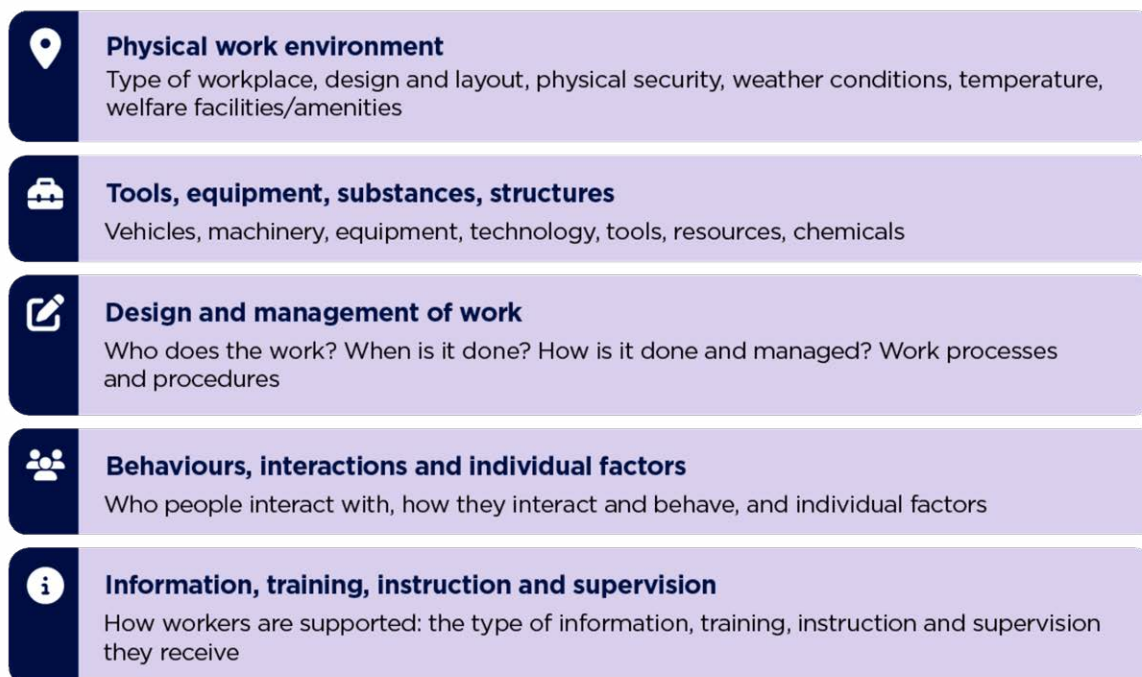 Physical work environment
Type of workplace, design and layout, physical security, weather conditions, temperature,
welfare facilities/amenities
Tools, equipment, substances, structures
Vehicles, machinery, equipment, technology, tools, resources, chemicals
Design and management of work
Who does the work? When is it done? How is it done and managed? Work processes
and procedures
Behaviours, interactions and individual factors
Who people interact with, how they interact and behave, and individual factors
Information, training, instruction and supervision
How workers are supported: the type of information, training, instruction and supervision
they receive